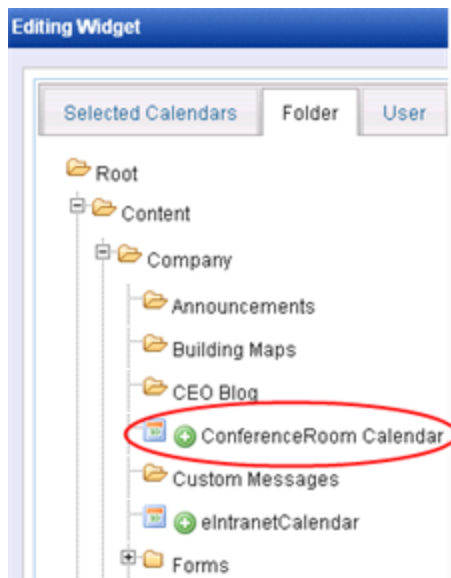 Editing Widget
Selected Calendars Folder User
Root
Content
Company
Announcements
Building Maps
CEO Blog
ConferenceRoom Calendar
Custom Messages
eIntranetCalendar
Forms